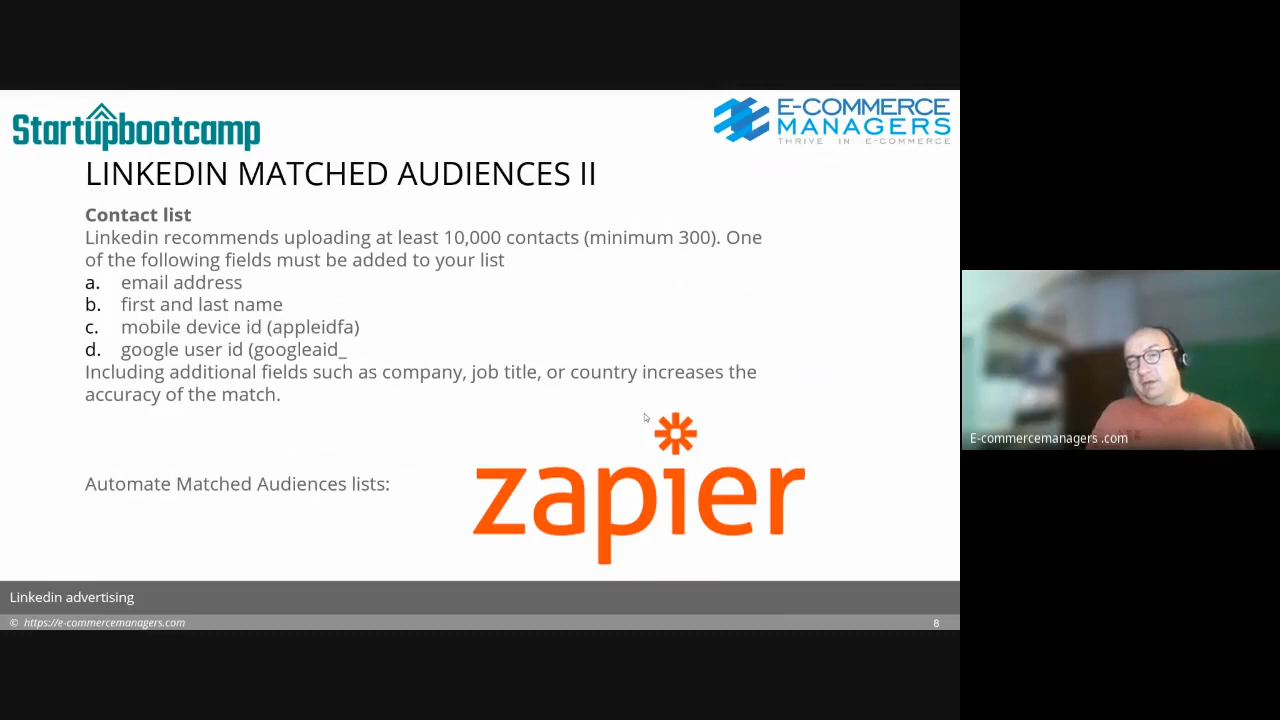 Startupbootcamp
E-COMMERCE
MANAGERS
THRIVE IN E-COMMERCE
LINKEDIN MATCHED AUDIENCES II
Contact list
Linkedin recommends uploading at least 10,000 contacts (minimum 300). One
of the following fields must be added to your list
a. email address
b. first and last name
c. mobile device id (appleidfa)
d. google user id (googleaid_
Including additional fields such as company, job title, or country increases the
accuracy of the match.
Automate Matched Audiences lists:
zapier
Linkedin advertising
© https://e-commercemanagers.com
8
E-commercemanagers .com